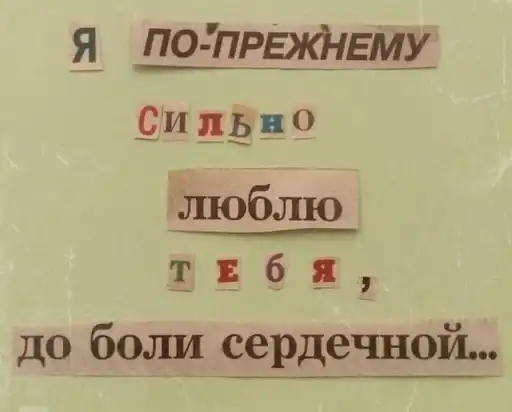 Я ПО-ПРЕЖНЕМУ
Сильно
люблю
тЕбЯ,
до боли сердечной...